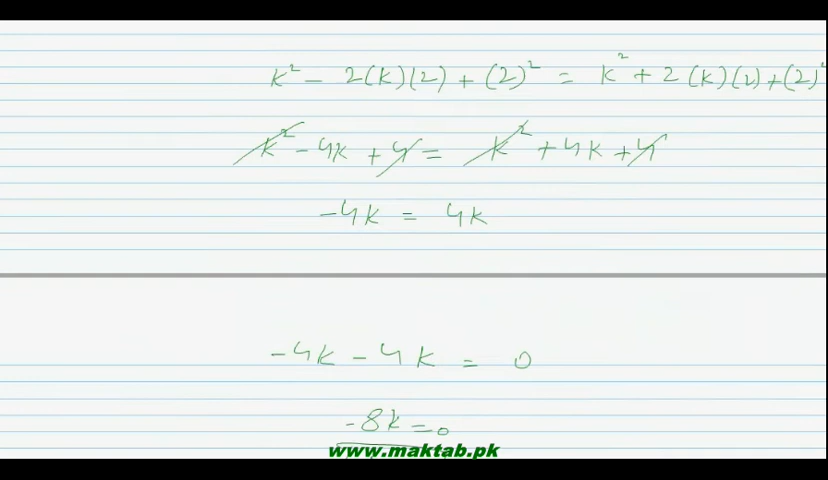 k² - 2(k)(2) + (2)² = k² + 2(k)(2) + (2)²
k² - 4k + 4 = k² + 4k + 4
-4k = 4k
-4k - 4k = 0
-8k = 0
www.maktab.pk